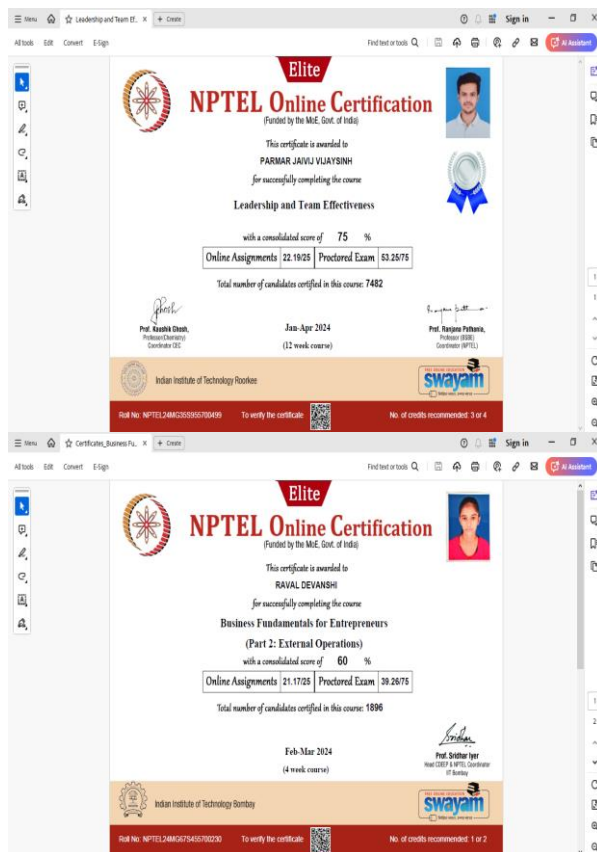 Menu Leadership and Team Ef.. × + Create Sign in
All tools Edit Convert E-Sign Find text or tools AI Assistant
Elite
NPTEL Online Certification
(Funded by the MoE, Govt. of India)
This certificate is awarded to
PARMAR JAIVIJ VIJAYSINH
for successfully completing the course
Leadership and Team Effectiveness
with a consolidated score of 75 %
Online Assignments 22.19/25 Proctored Exam 53.25/75
Total number of candidates certified in this course: 7482
Prof. Kaushik Ghosh,
Professor(Chemistry)
Coordinator CEC
Jan-Apr 2024
(12 week course)
Prof. Ranjana Pathania,
Professor (BSBE)
Coordinator (NPTEL)
Indian Institute of Technology Roorkee
swayam
Roll No: NPTEL24MG35S955700499 To verify the certificate No. of credits recommended: 3 or 4
Menu Certificates_Business Fu.. × + Create Sign in
All tools Edit Convert E-Sign Find text or tools AI Assistant
Elite
NPTEL Online Certification
(Funded by the MoE, Govt. of India)
This certificate is awarded to
RAVAL DEVANSHI
for successfully completing the course
Business Fundamentals for Entrepreneurs
(Part 2: External Operations)
with a consolidated score of 60 %
Online Assignments 21.17/25 Proctored Exam 39.26/75
Total number of candidates certified in this course: 1896
Feb-Mar 2024
(4 week course)
Prof. Sridhar Iyer
Head CDEEP & NPTEL Coordinator
IIT Bombay
Indian Institute of Technology Bombay
swayam
Roll No: NPTEL24MG67S455700230 To verify the certificate No. of credits recommended: 1 or 2